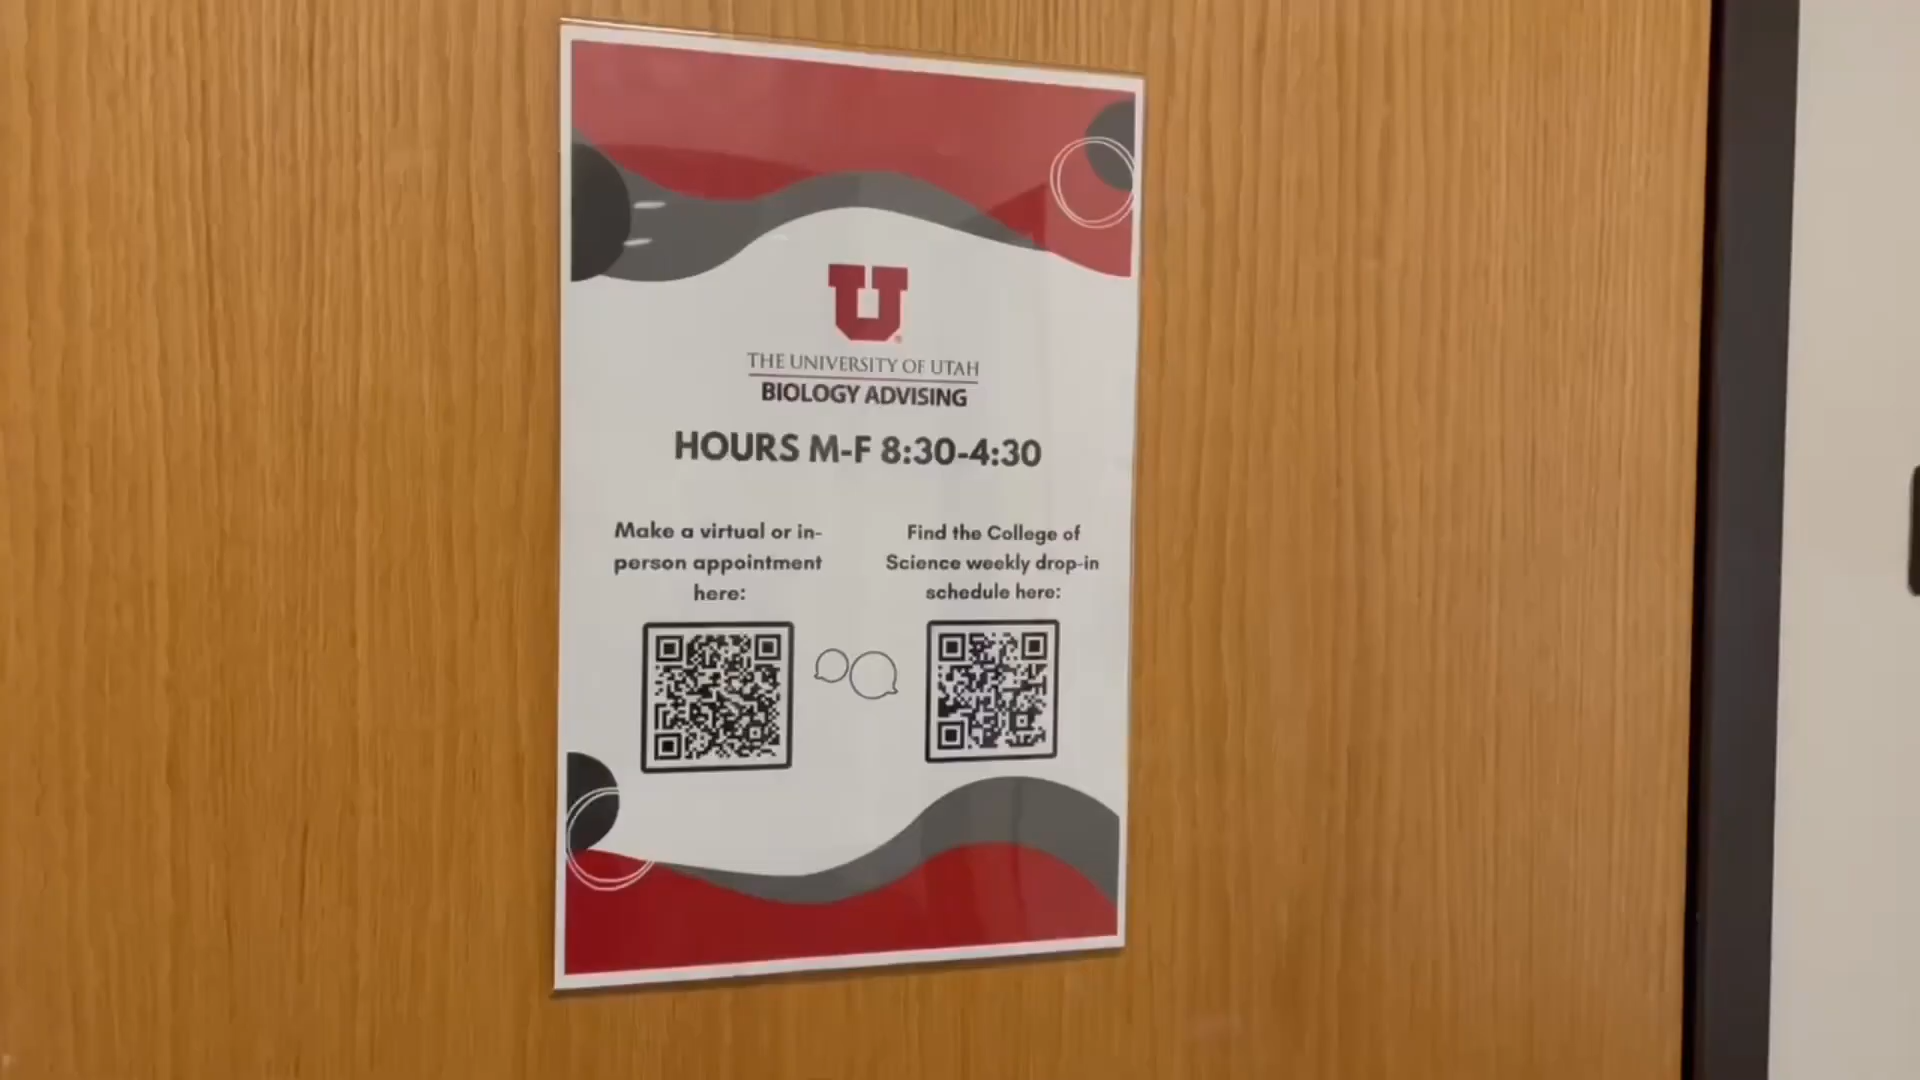 U
THE UNIVERSITY OF UTAH
BIOLOGY ADVISING
HOURS M-F 8:30-4:30
Make a virtual or in-
person appointment
here:
Find the College of
Science weekly drop-in
schedule here: